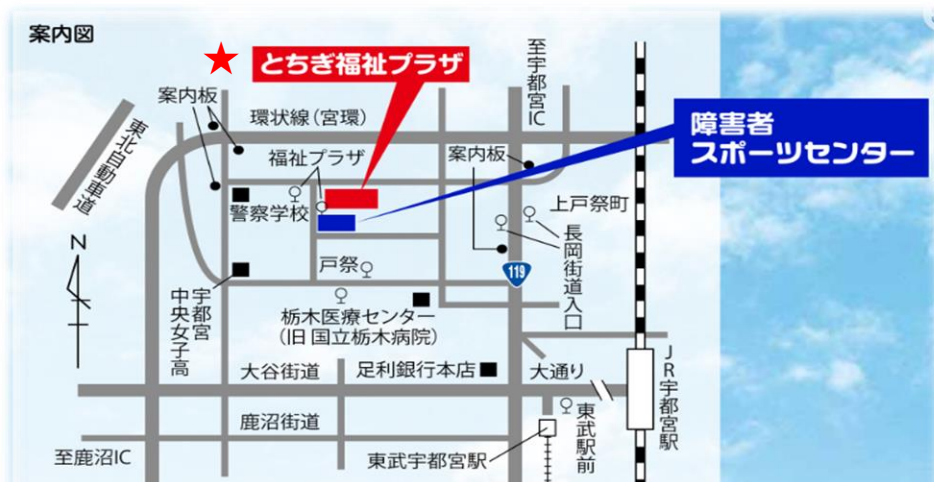 案内図
とちぎ福祉プラザ
至宇都宮IC
案内板
環状線(宮環)
障害者
スポーツセンター
東北自動車道
福祉プラザ
案内板
警察学校
上戸祭町
長岡街道入口
N
戸祭
119
宇都宮
中央女子高
栃木医療センター
(旧 国立栃木病院)
大谷街道
足利銀行本店
大通り
JR宇都宮駅
鹿沼街道
東武駅前
至鹿沼IC
東武宇都宮駅